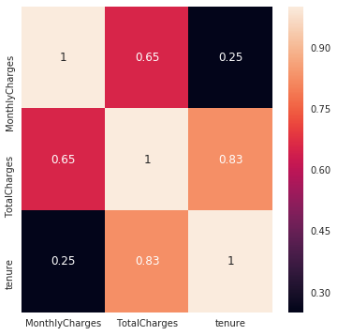 MonthlyCharges
1
0.65
0.25
TotalCharges
0.65
1
0.83
tenure
0.25
0.83
1
MonthlyCharges
TotalCharges
tenure
0.90
0.75
0.60
0.45
0.30